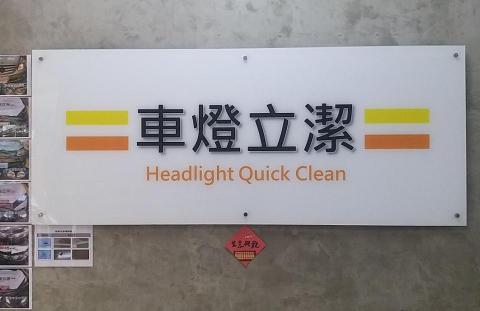 車燈立潔
Headlight Quick Clean